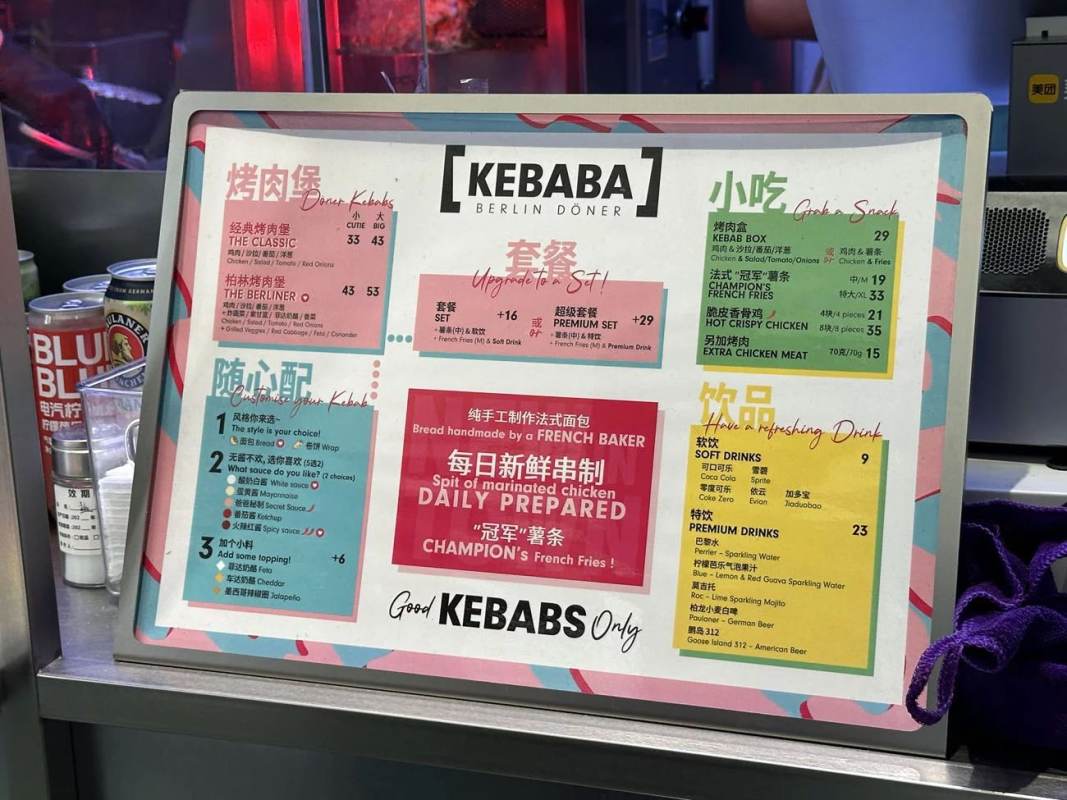 [KEBABA]
BERLIN DÖNER
烤肉堡
Döner Kebabs
小 大
CUTIE BIG
经典烤肉堡
THE CLASSIC 33 43
鸡肉/沙拉/番茄/洋葱
Chicken / Salad / Tomato / Red Onions
柏林烤肉堡
THE BERLINER 43 53
鸡肉/沙拉/番茄/洋葱
+炸蔬菜/紫甘蓝/菲达奶酪/香菜
Chicken / Salad / Tomato / Red Onions
+ Grilled Veggies / Red Cabbage / Feta / Coriander
套餐
Upgrade to a Set!
套餐
SET +16
+薯条(中)& 软饮
+ French Fries (M) & Soft Drink
或
or
超级套餐
PREMIUM SET +29
+薯条(中)& 特饮
+ French Fries (M) & Premium Drink
小吃
Grab a Snack
烤肉盒
KEBAB BOX 29
鸡肉 & 沙拉/番茄/洋葱 或 鸡肉 & 薯条
Chicken & Salad/Tomato/Onions or Chicken & Fries
法式“冠军”薯条
CHAMPION'S
FRENCH FRIES
中/M 19
特大/XL 33
脆皮香骨鸡
HOT CRISPY CHICKEN
4块/4 pieces 21
8块/8 pieces 35
另加烤肉
EXTRA CHICKEN MEAT 70克/70g 15
随心配
Customise your Kebab
1 风格你来选~
The style is your choice!
面包 Bread 卷饼 Wrap
2 无酱不欢, 选你喜欢 (5选2)
What sauce do you like? (2 choices)
酸奶白酱 White sauce
蛋黄酱 Mayonnaise
爸爸秘制 Secret Sauce
番茄酱 Ketchup
火辣红酱 Spicy sauce
3 加个小料
Add some topping! +6
菲达奶酪 Feta
车达奶酪 Cheddar
墨西哥辣椒圈 Jalapeño
纯手工制作法式面包
Bread handmade by a FRENCH BAKER
每日新鲜串制
Spit of marinated chicken
DAILY PREPARED
“冠军”薯条
CHAMPION'S French Fries !
Good KEBABS Only
饮品
Have a refreshing Drink
软饮
SOFT DRINKS 9
可口可乐 雪碧
Coca Cola Sprite
零度可乐 依云 加多宝
Coke Zero Evian Jiaduobao
特饮
PREMIUM DRINKS 23
巴黎水
Perrier - Sparkling Water
柠檬芭乐气泡果汁
Blue - Lemon & Red Guava Sparkling Water
莫吉托
Roc - Lime Sparkling Mojito
柏龙小麦白啤
Paulaner - German Beer
鹅岛312
Goose Island 312 - American Beer
美团
BLU
BLU
电汽柠
PAULANER
效 期